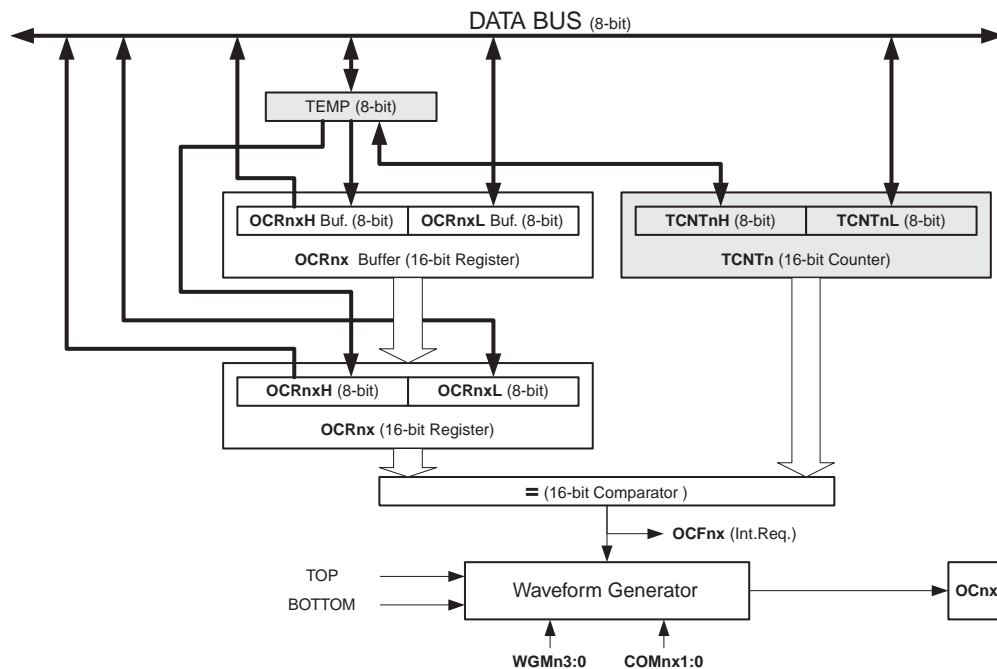 DATA BUS (8-bit)
TEMP (8-bit)
OCRnxH Buf. (8-bit)
OCRnxL Buf. (8-bit)
OCRnx Buffer (16-bit Register)
TCNTnH (8-bit)
TCNTnL (8-bit)
TCNTn (16-bit Counter)
OCRnxH (8-bit)
OCRnxL (8-bit)
OCRnx (16-bit Register)
= (16-bit Comparator )
OCFnx (Int.Req.)
TOP
BOTTOM
Waveform Generator
OCnx
WGMn3:0
COMnx1:0